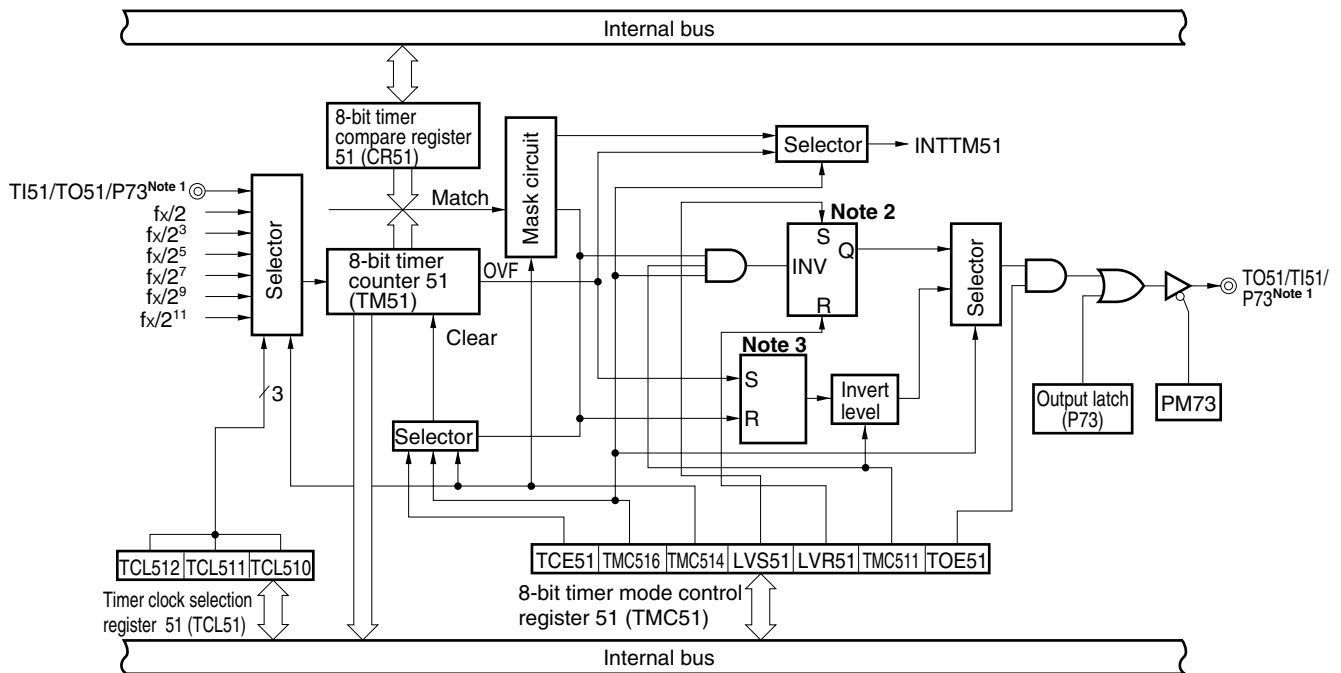 Internal bus
8-bit timer
compare register
51 (CR51)
Mask circuit
Selector
INTTM51
TI51/TO51/P73Note 1
fX/2
fX/2³
fX/2⁵
fX/2⁷
fX/2⁹
fX/2¹¹
Selector
Match
8-bit timer
counter 51
(TM51)
OVF
Clear
Note 2
S
INV
Q
R
Selector
TO51/TI51/
P73Note 1
Note 3
S
R
Invert
level
Output latch
(P73)
PM73
3
Selector
TCL512
TCL511
TCL510
Timer clock selection
register 51 (TCL51)
TCE51
TMC516
TMC514
LVS51
LVR51
TMC511
TOE51
8-bit timer mode control
register 51 (TMC51)
Internal bus